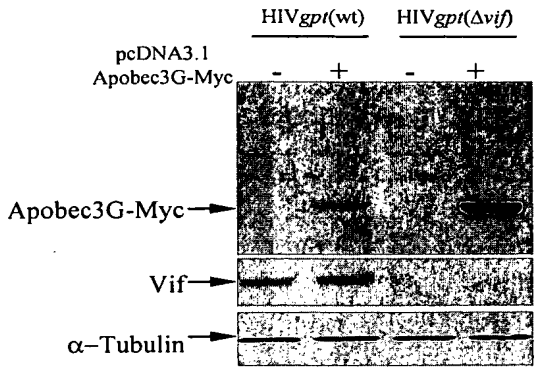 HIVgpt(wt) HIVgpt(Δvif)
pcDNA3.1
Apobec3G-Myc - + - +
Apobec3G-Myc
Vif
α-Tubulin